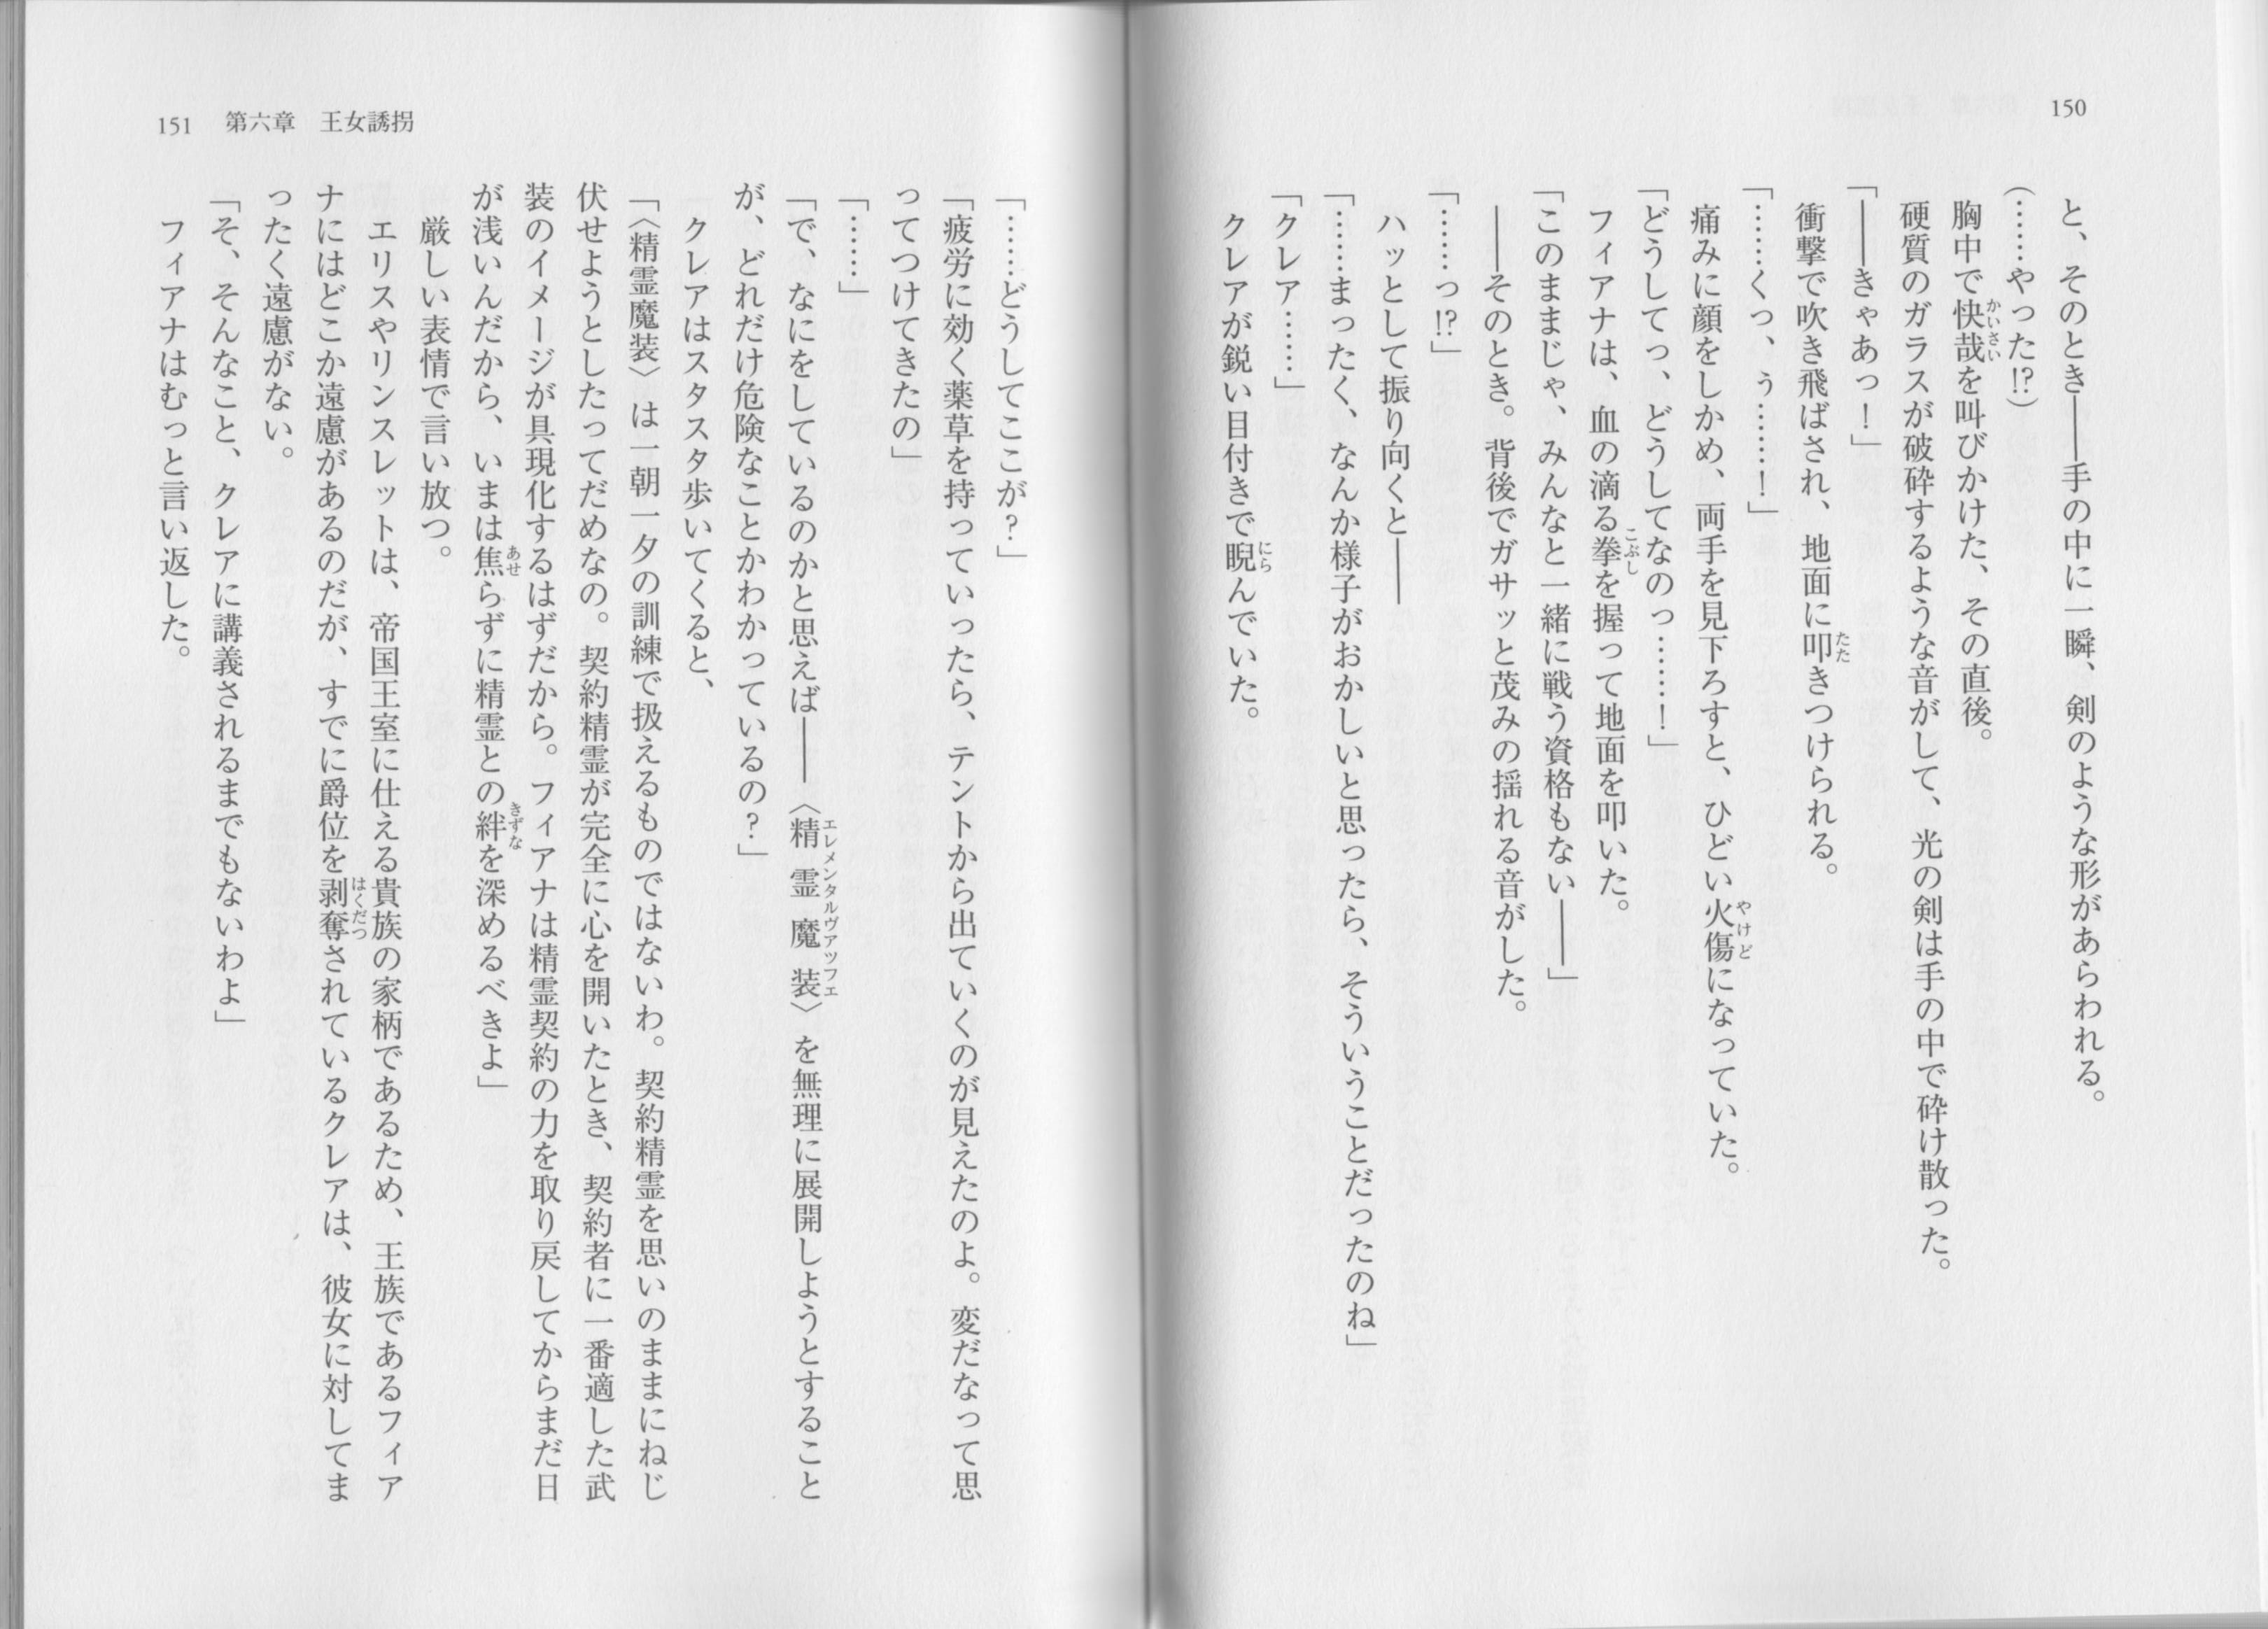 150
と、そのとき――手の中に一瞬、剣のような形があらわれる。
(……やった!?)
胸中で快哉を叫びかけた、その直後。
硬質のガラスが破砕するような音がして、光の剣は手の中で砕け散った。
「――きゃあっ!」
衝撃で吹き飛ばされ、地面に叩きつけられる。
「……くっ、う……!」
痛みに顔をしかめ、両手を見下ろすと、ひどい火傷になっていた。
「どうしてっ、どうしてなのっ……!」
フィアナは、血の滴る拳を握って地面を叩いた。
「このままじゃ、みんなと一緒に戦う資格もない――」
――そのとき。背後でガサッと茂みの揺れる音がした。
「……っ!?」
ハッとして振り向くと――
「……まったく、なんか様子がおかしいと思ったら、そういうことだったのね」
「クレア……」
クレアが鋭い目付きで睨んでいた。
151 第六章 王女誘拐
「……どうしてここが?」
「疲労に効く薬草を持っていったら、テントから出ていくのが見えたのよ。変だなって思
ってつけてきたの」
「……」
「で、なにをしているのかと思えば――〈精霊魔装〉を無理に展開しようとすること
が、どれだけ危険なことかわかっているの?」
クレアはスタスタ歩いてくると、
「〈精霊魔装〉は一朝一夕の訓練で扱えるものではないわ。契約精霊を思いのままにねじ
伏せようとしたってだめなの。契約精霊が完全に心を開いたとき、契約者に一番適した武
装のイメージが具現化するはずだから。フィアナは精霊契約の力を取り戻してからまだ日
が浅いんだから、いまは焦らずに精霊との絆を深めるべきよ」
厳しい表情で言い放つ。
エリスやリンスレットは、帝国王室に仕える貴族の家柄であるため、王族であるフィア
ナにはどこか遠慮があるのだが、すでに爵位を剥奪されているクレアは、彼女に対してま
ったく遠慮がない。
「そ、そんなこと、クレアに講義されるまでもないわよ」
フィアナはむっと言い返した。